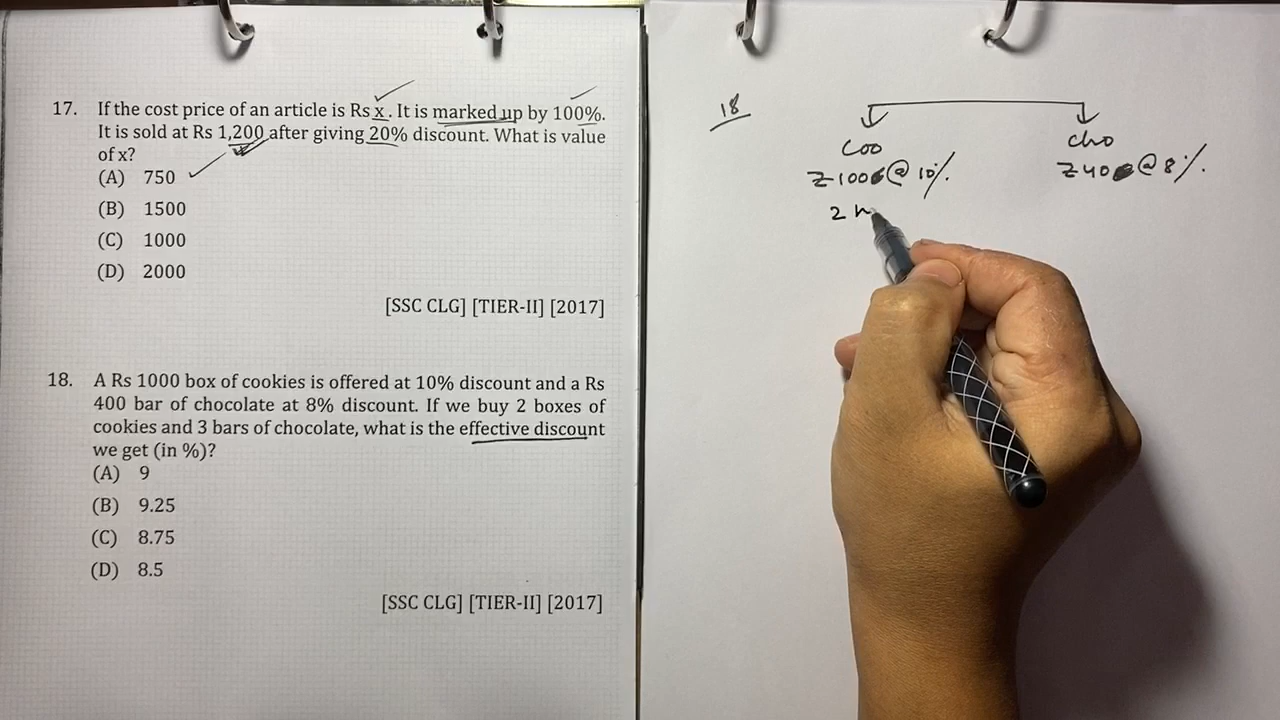 17. If the cost price of an article is Rs x. It is marked up by 100%.
It is sold at Rs 1,200 after giving 20% discount. What is value
of x?
(A) 750
(B) 1500
(C) 1000
(D) 2000
[SSC CLG] [TIER-II] [2017]
18. A Rs 1000 box of cookies is offered at 10% discount and a Rs
400 bar of chocolate at 8% discount. If we buy 2 boxes of
cookies and 3 bars of chocolate, what is the effective discount
we get (in %)?
(A) 9
(B) 9.25
(C) 8.75
(D) 8.5
[SSC CLG] [TIER-II] [2017]
18
Coo
@ 10%
2
Cho
@ 8%.